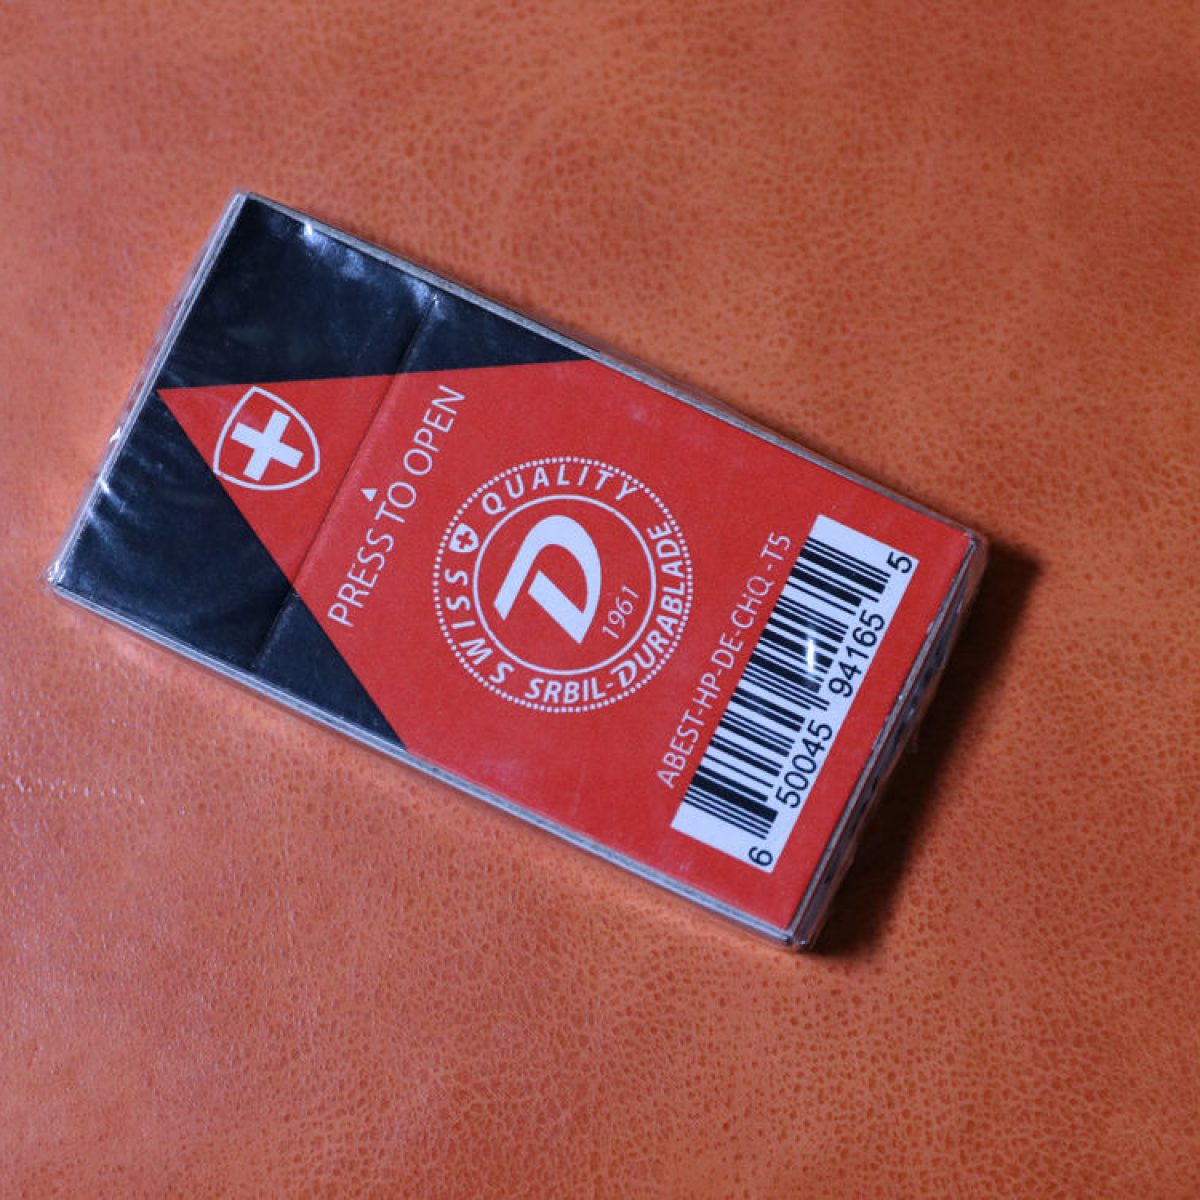 PRESS TO OPEN
SWISS QUALITY
D
1961
SRBIL-DURABLADE
ABEST-HP-DE-CHQ-T5
6 50045 94165 5